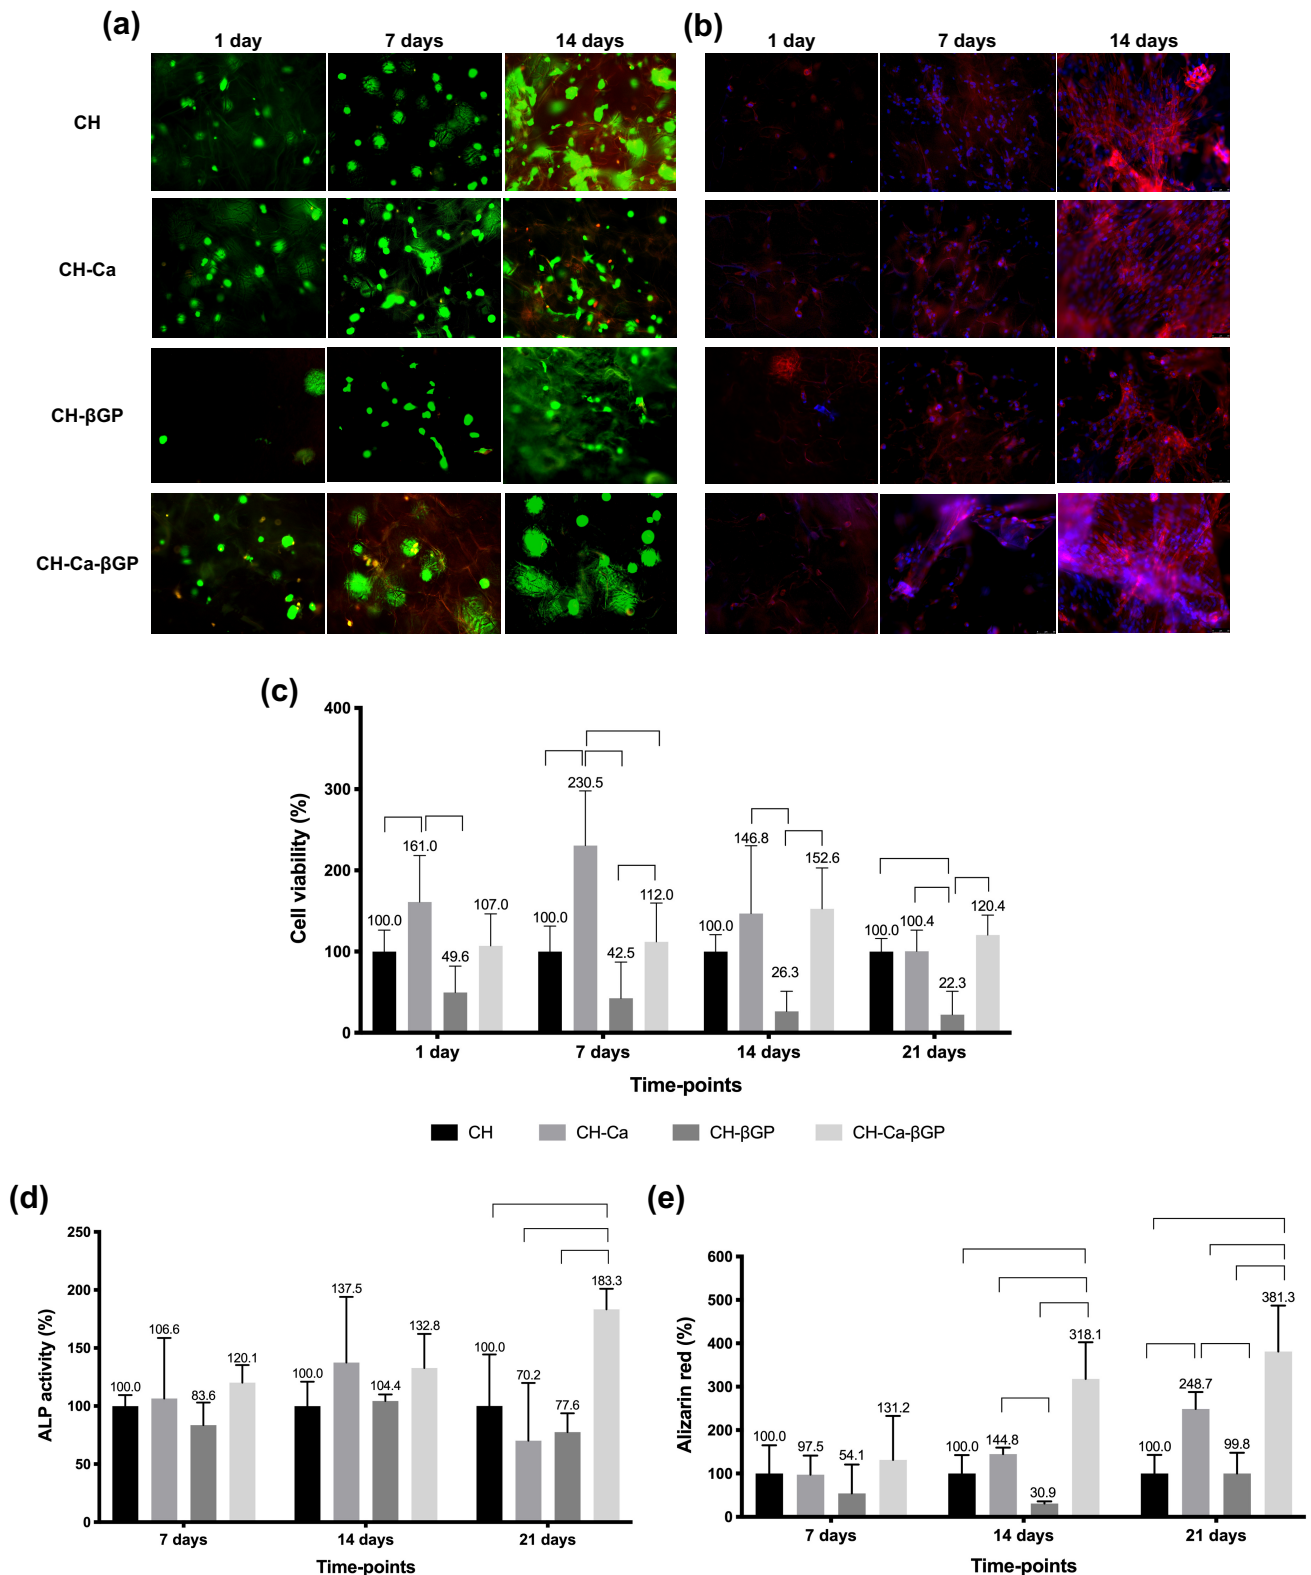 (a)
(b)
1 day 7 days 14 days
1 day 7 days 14 days
CH
CH-Ca
CH-βGP
CH-Ca-βGP
(c)
Cell viability (%)
400
300
200
100
0
100.0 161.0 49.6 107.0
100.0 230.5 42.5 112.0
100.0 146.8 26.3 152.6
100.0 100.4 22.3 120.4
1 day 7 days 14 days 21 days
Time-points
CH CH-Ca CH-βGP CH-Ca-βGP
(d)
ALP activity (%)
250
200
150
100
50
0
100.0 106.6 83.6 120.1
100.0 137.5 104.4 132.8
100.0 70.2 77.6 183.3
7 days 14 days 21 days
Time-points
(e)
Alizarin red (%)
600
500
400
300
200
100
0
100.0 97.5 54.1 131.2
100.0 144.8 30.9 318.1
100.0 248.7 99.8 381.3
7 days 14 days 21 days
Time-points